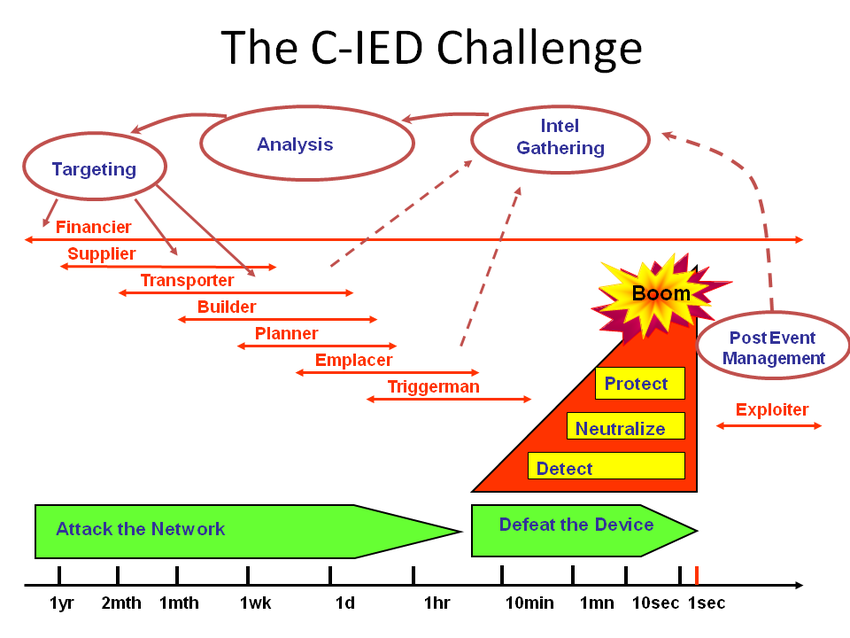 The C-IED Challenge
Targeting
Analysis
Intel
Gathering
Financier
Supplier
Transporter
Builder
Planner
Emplacer
Triggerman
Boom
Post Event
Management
Protect
Neutralize
Detect
Exploiter
Attack the Network
Defeat the Device
1yr 2mth 1mth 1wk 1d 1hr 10min 1mn 10sec 1sec